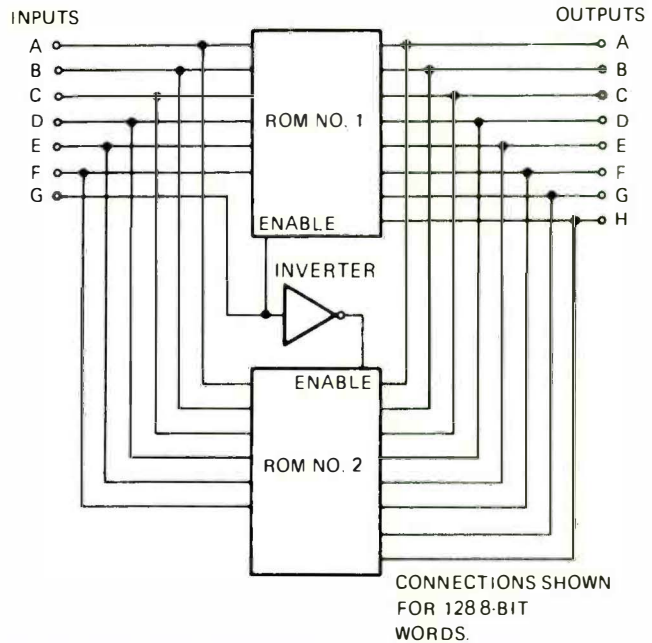 INPUTS
OUTPUTS
A
B
C
D
E
F
G
ROM NO. 1
ENABLE
A
B
C
D
E
F
G
H
INVERTER
ENABLE
ROM NO. 2
CONNECTIONS SHOWN
FOR 128 8-BIT
WORDS.